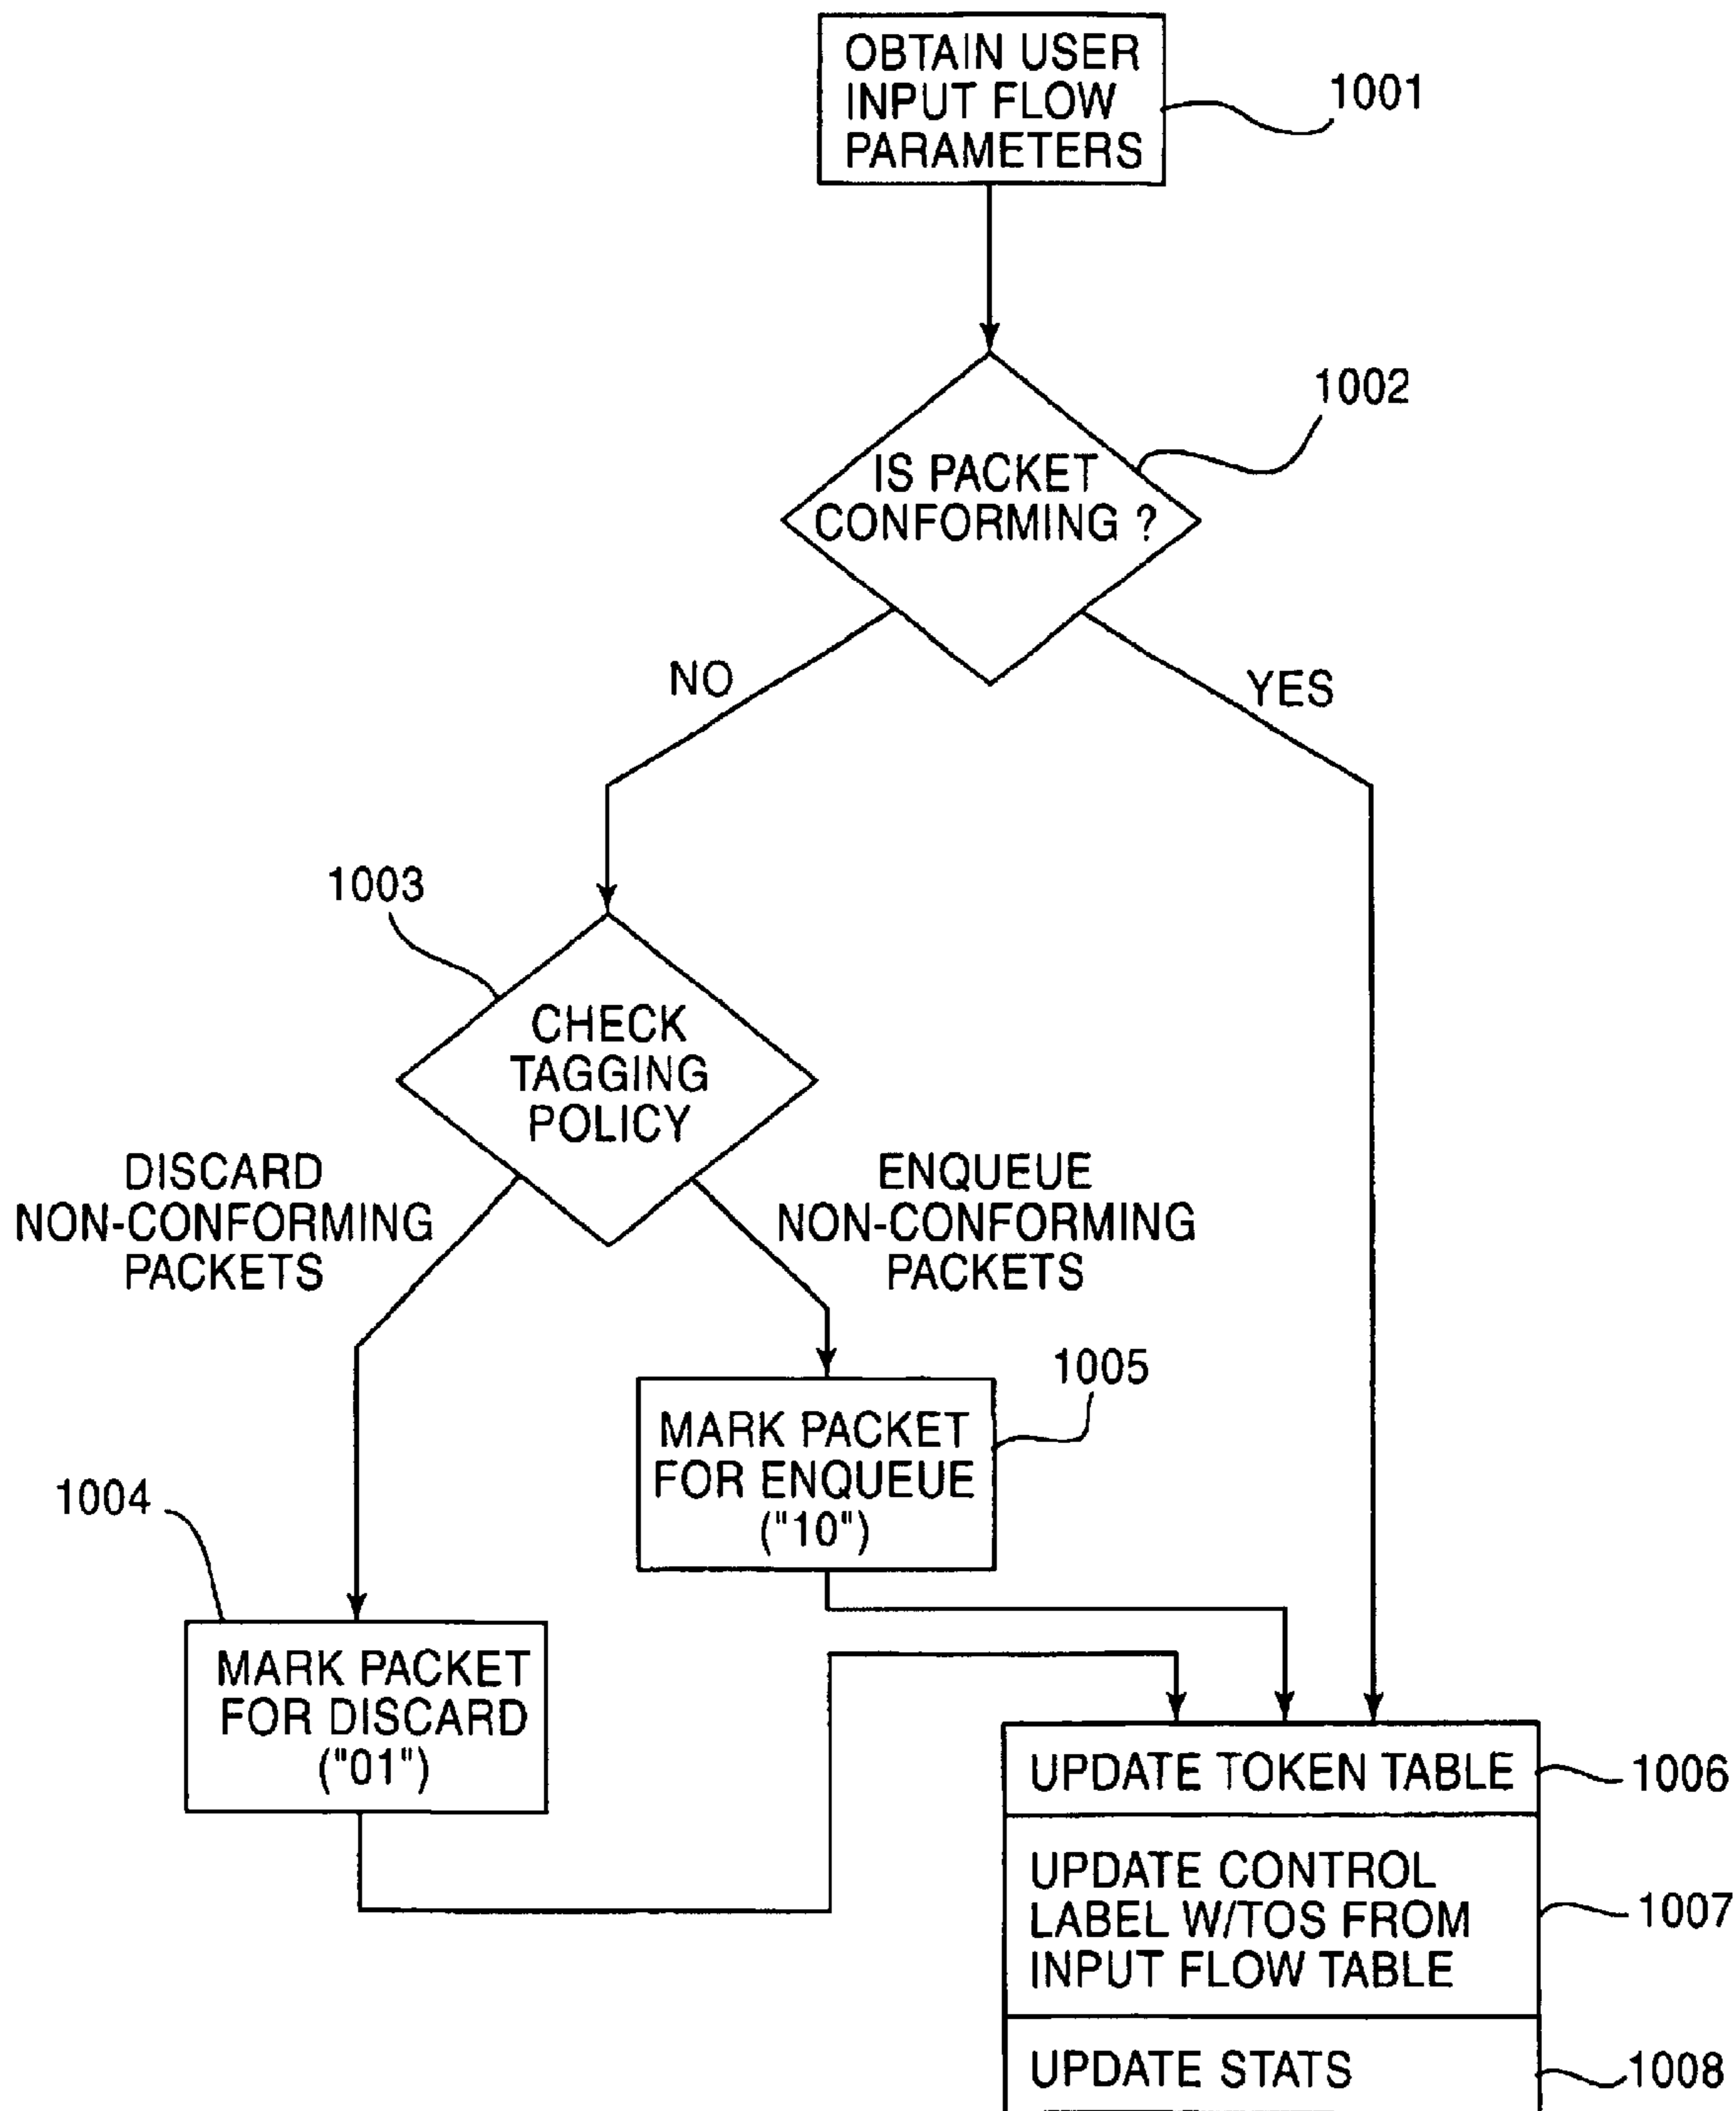 OBTAIN USER
INPUT FLOW
PARAMETERS
1001
1002
IS PACKET
CONFORMING ?
NO
YES
1003
CHECK
TAGGING
POLICY
DISCARD
NON-CONFORMING
PACKETS
ENQUEUE
NON-CONFORMING
PACKETS
1005
MARK PACKET
FOR ENQUEUE
("10")
1004
MARK PACKET
FOR DISCARD
("01")
UPDATE TOKEN TABLE
1006
UPDATE CONTROL
LABEL W/TOS FROM
INPUT FLOW TABLE
1007
UPDATE STATS
1008